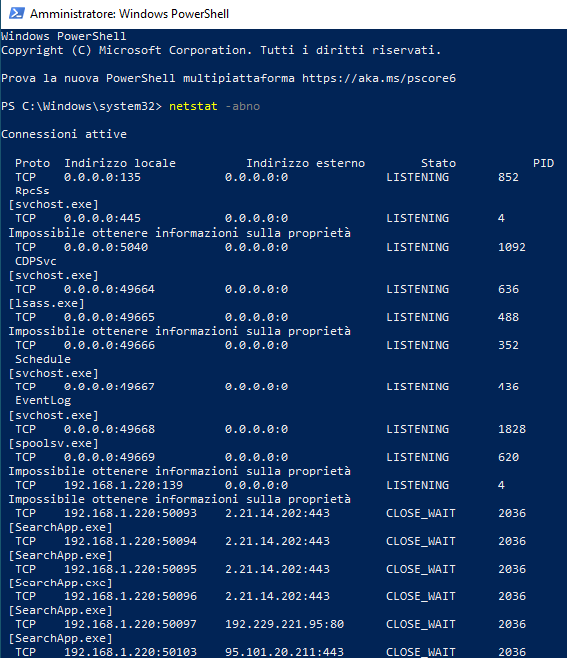 Amministratore: Windows PowerShell
Windows PowerShell
Copyright (C) Microsoft Corporation. Tutti i diritti riservati.
Prova la nuova PowerShell multipiattaforma https://aka.ms/pscore6
PS C:\Windows\system32> netstat -abno
Connessioni attive
Proto Indirizzo locale Indirizzo esterno Stato PID
TCP 0.0.0.0:135 0.0.0.0:0 LISTENING 852
RpcSs
[svchost.exe]
TCP 0.0.0.0:445 0.0.0.0:0 LISTENING 4
Impossibile ottenere informazioni sulla proprietà
TCP 0.0.0.0:5040 0.0.0.0:0 LISTENING 1092
CDPSvc
[svchost.exe]
TCP 0.0.0.0:49664 0.0.0.0:0 LISTENING 636
[lsass.exe]
TCP 0.0.0.0:49665 0.0.0.0:0 LISTENING 488
Impossibile ottenere informazioni sulla proprietà
TCP 0.0.0.0:49666 0.0.0.0:0 LISTENING 352
Schedule
[svchost.exe]
TCP 0.0.0.0:49667 0.0.0.0:0 LISTENING 436
EventLog
[svchost.exe]
TCP 0.0.0.0:49668 0.0.0.0:0 LISTENING 1828
[spoolsv.exe]
TCP 0.0.0.0:49669 0.0.0.0:0 LISTENING 620
Impossibile ottenere informazioni sulla proprietà
TCP 192.168.1.220:139 0.0.0.0:0 LISTENING 4
Impossibile ottenere informazioni sulla proprietà
TCP 192.168.1.220:50093 2.21.14.202:443 CLOSE_WAIT 2036
[SearchApp.exe]
TCP 192.168.1.220:50094 2.21.14.202:443 CLOSE_WAIT 2036
[SearchApp.exe]
TCP 192.168.1.220:50095 2.21.14.202:443 CLOSE_WAIT 2036
[SearchApp.exe]
TCP 192.168.1.220:50096 2.21.14.202:443 CLOSE_WAIT 2036
[SearchApp.exe]
TCP 192.168.1.220:50097 192.229.221.95:80 CLOSE_WAIT 2036
[SearchApp.exe]
TCP 192.168.1.220:50103 95.101.20.211:443 CLOSE_WAIT 2036